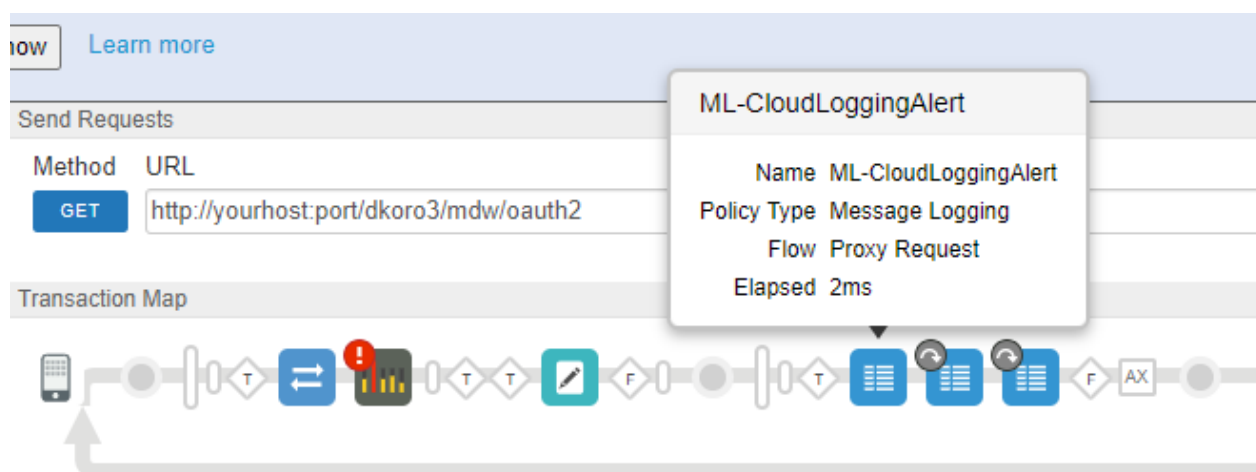 now
Learn more
Send Requests
Method
URL
GET
http://yourhost:port/dkoro3/mdw/oauth2
ML-CloudLoggingAlert
Name ML-CloudLoggingAlert
Policy Type Message Logging
Flow Proxy Request
Elapsed 2ms
Transaction Map
T ! T T F T F AX